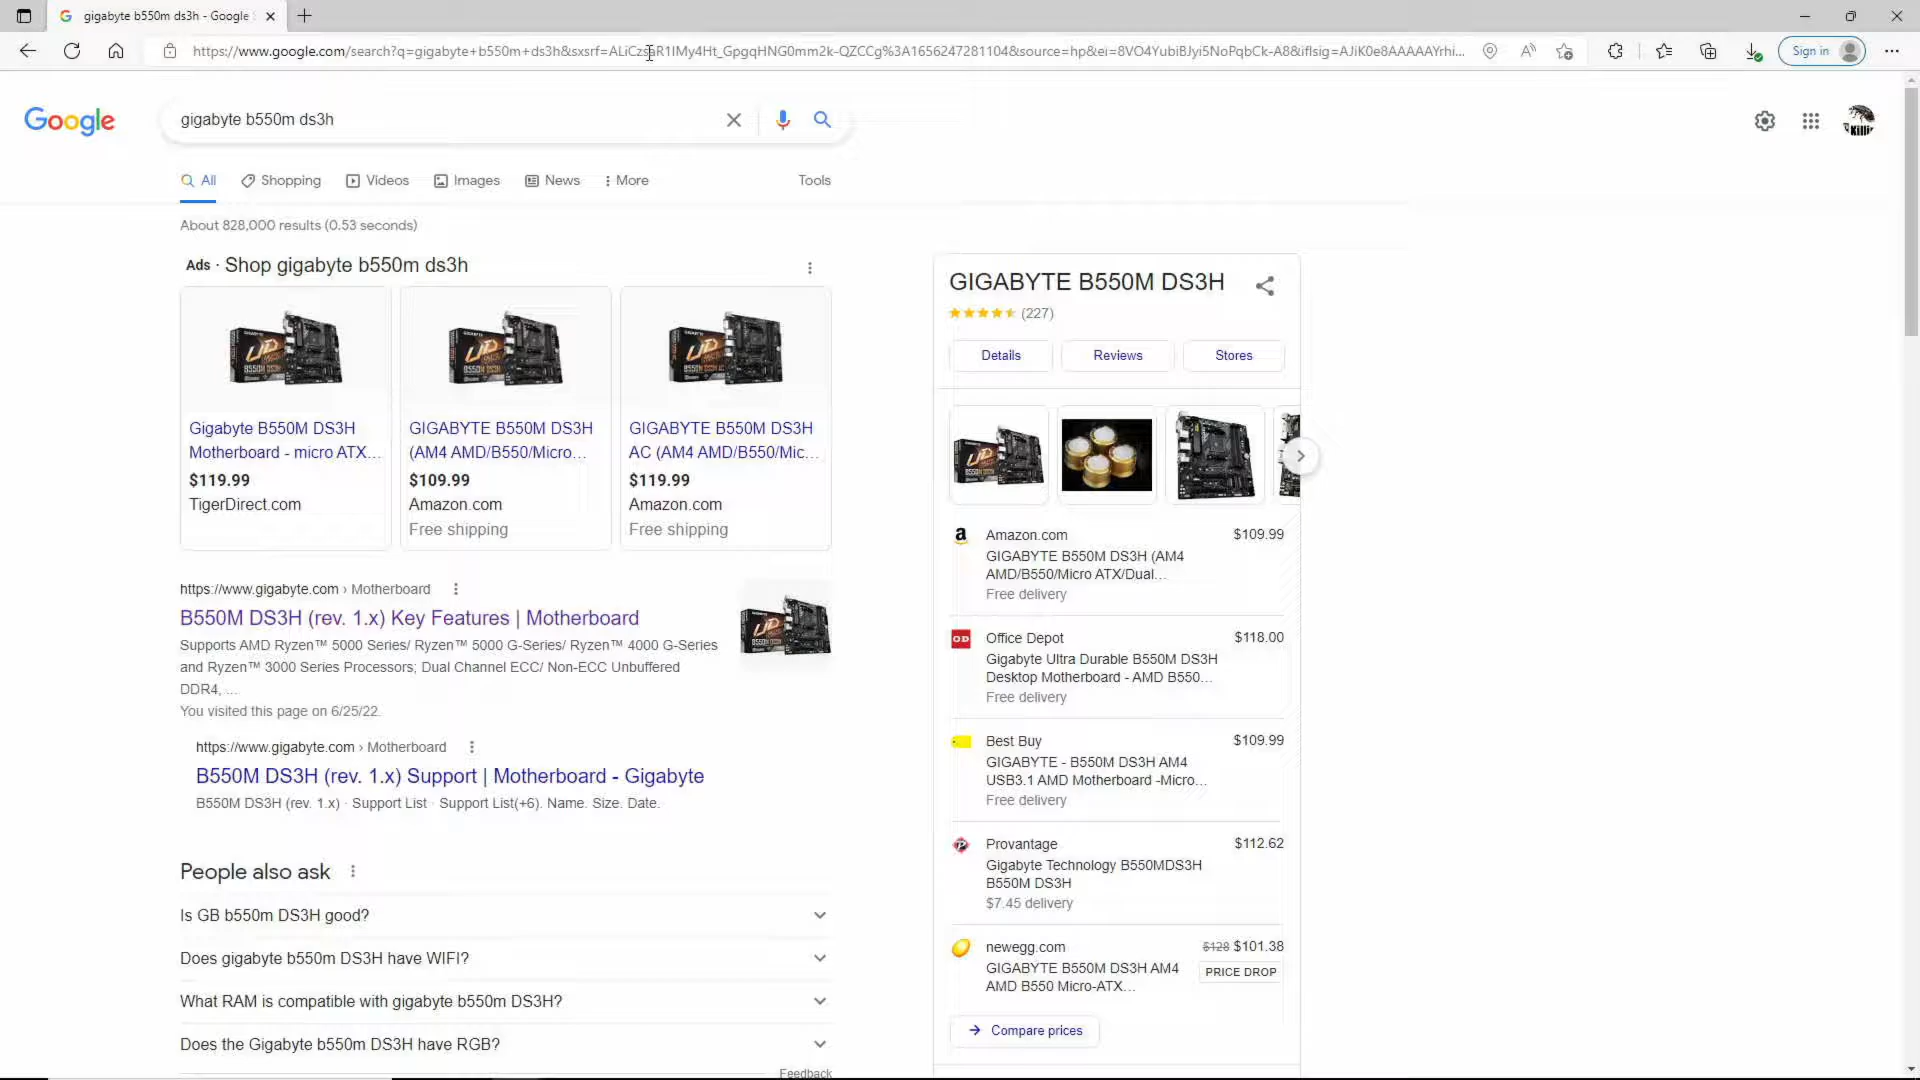 gigabyte b550m ds3h - Google
https://www.google.com/search?q=gigabyte+b550m+ds3h&sxsrf=ALiCzsaR1IMy4Ht_GpgqHNG0mm2k-QZCCg%3A1656247281104&source=hp&ei=8VO4YubiBJyi5NoPqbCk-A8&iflsig=AJiK0e8AAAAAYrhi...
Sign in
Google
gigabyte b550m ds3h
All
Shopping
Videos
Images
News
More
Tools
About 828,000 results (0.53 seconds)
Ads · Shop gigabyte b550m ds3h
Gigabyte B550M DS3H
Motherboard - micro ATX...
$119.99
TigerDirect.com
GIGABYTE B550M DS3H
(AM4 AMD/B550/Micro...
$109.99
Amazon.com
Free shipping
GIGABYTE B550M DS3H
AC (AM4 AMD/B550/Mic...
$119.99
Amazon.com
Free shipping
https://www.gigabyte.com › Motherboard
B550M DS3H (rev. 1.x) Key Features | Motherboard
Supports AMD Ryzen™ 5000 Series/ Ryzen™ 5000 G-Series/ Ryzen™ 4000 G-Series
and Ryzen™ 3000 Series Processors; Dual Channel ECC/ Non-ECC Unbuffered
DDR4, ...
You visited this page on 6/25/22.
https://www.gigabyte.com › Motherboard
B550M DS3H (rev. 1.x) Support | Motherboard - Gigabyte
B550M DS3H (rev. 1.x) · Support List · Support List(+6). Name. Size. Date.
People also ask
Is GB b550m DS3H good?
Does gigabyte b550m DS3H have WIFI?
What RAM is compatible with gigabyte b550m DS3H?
Does the Gigabyte b550m DS3H have RGB?
Feedback
GIGABYTE B550M DS3H
(227)
Details
Reviews
Stores
Amazon.com
$109.99
GIGABYTE B550M DS3H (AM4
AMD/B550/Micro ATX/Dual...
Free delivery
Office Depot
$118.00
Gigabyte Ultra Durable B550M DS3H
Desktop Motherboard - AMD B550...
Free delivery
Best Buy
$109.99
GIGABYTE - B550M DS3H AM4
USB3.1 AMD Motherboard -Micro...
Free delivery
Provantage
$112.62
Gigabyte Technology B550MDS3H
B550M DS3H
$7.45 delivery
newegg.com
$128 $101.38
PRICE DROP
GIGABYTE B550M DS3H AM4
AMD B550 Micro-ATX...
Compare prices